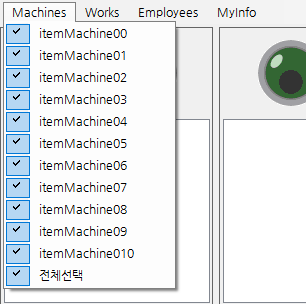 Machines Works Employees MyInfo
itemMachine00
itemMachine01
itemMachine02
itemMachine03
itemMachine04
itemMachine05
itemMachine06
itemMachine07
itemMachine08
itemMachine09
itemMachine010
전체선택